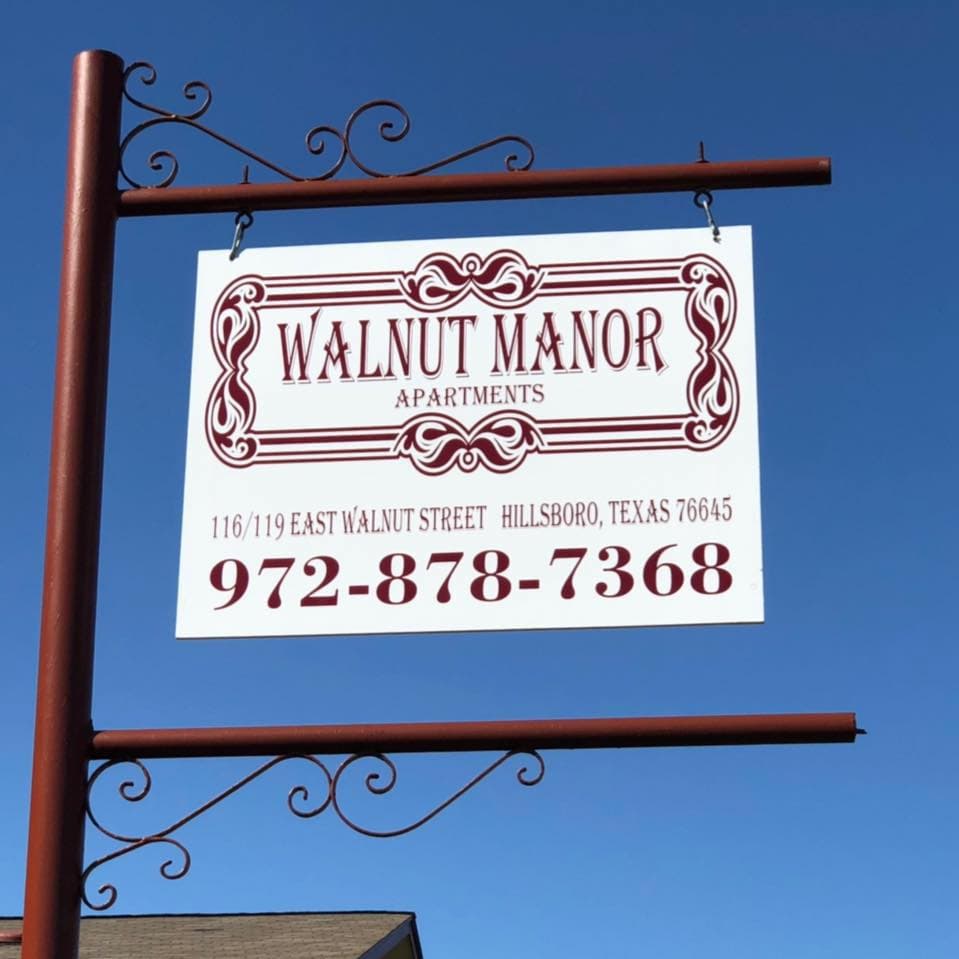 WALNUT MANOR
APARTMENTS
116/119 EAST WALNUT STREET HILLSBORO, TEXAS 76645
972-878-7368